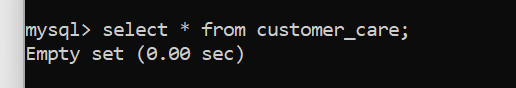 mysql> select * from customer_care;
Empty set (0.00 sec)